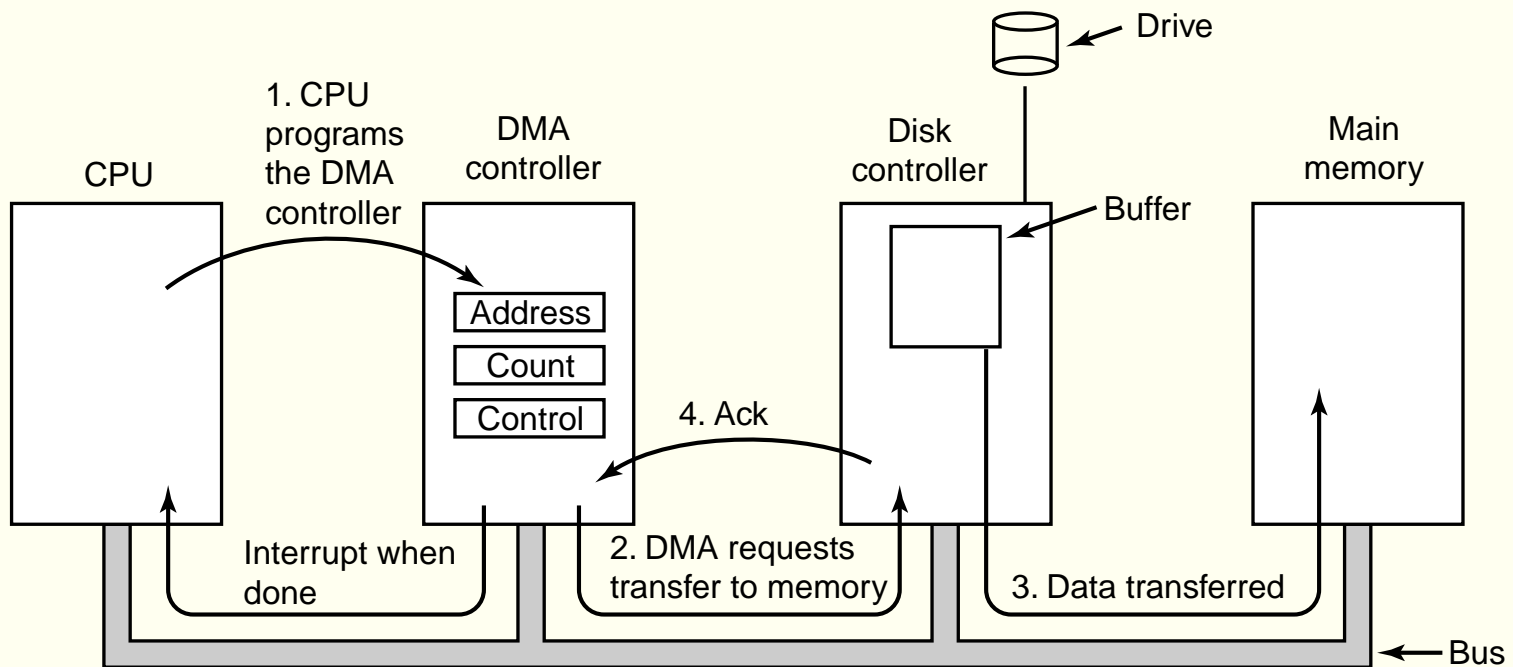 Drive
1. CPU
programs
the DMA
controller
CPU
DMA
controller
Disk
controller
Main
memory
Buffer
Address
Count
Control
4. Ack
Interrupt when
done
2. DMA requests
transfer to memory
3. Data transferred
Bus